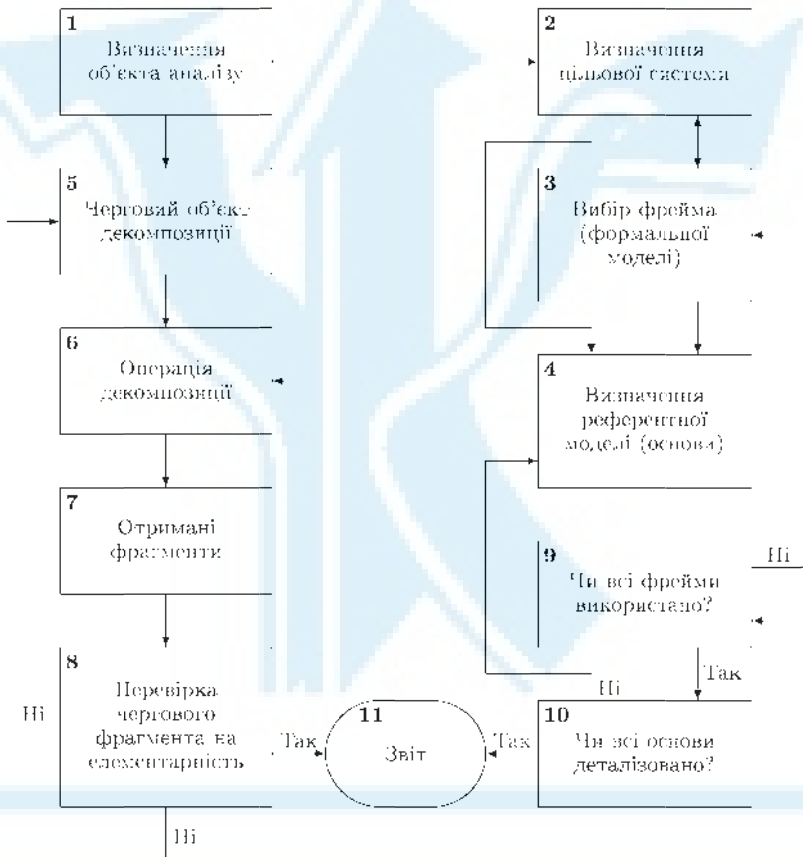 1
Визначення
об'єкта аналізу
2
Визначення
цільової системи
5
Черговий об'єкт
декомпозиції
3
Вибір фрейма
(формальної
моделі)
6
Операція
декомпозиції
4
Визначення
референтної
моделі (основи)
7
Отримані
фрагменти
9
Чи всі фрейми
використано?
Ні
8
Перевірка
чергового
фрагмента на
елементарність
Ні
Так
11
Звіт
Так
Ні
Так
10
Чи всі основи
деталізовано?
Ні